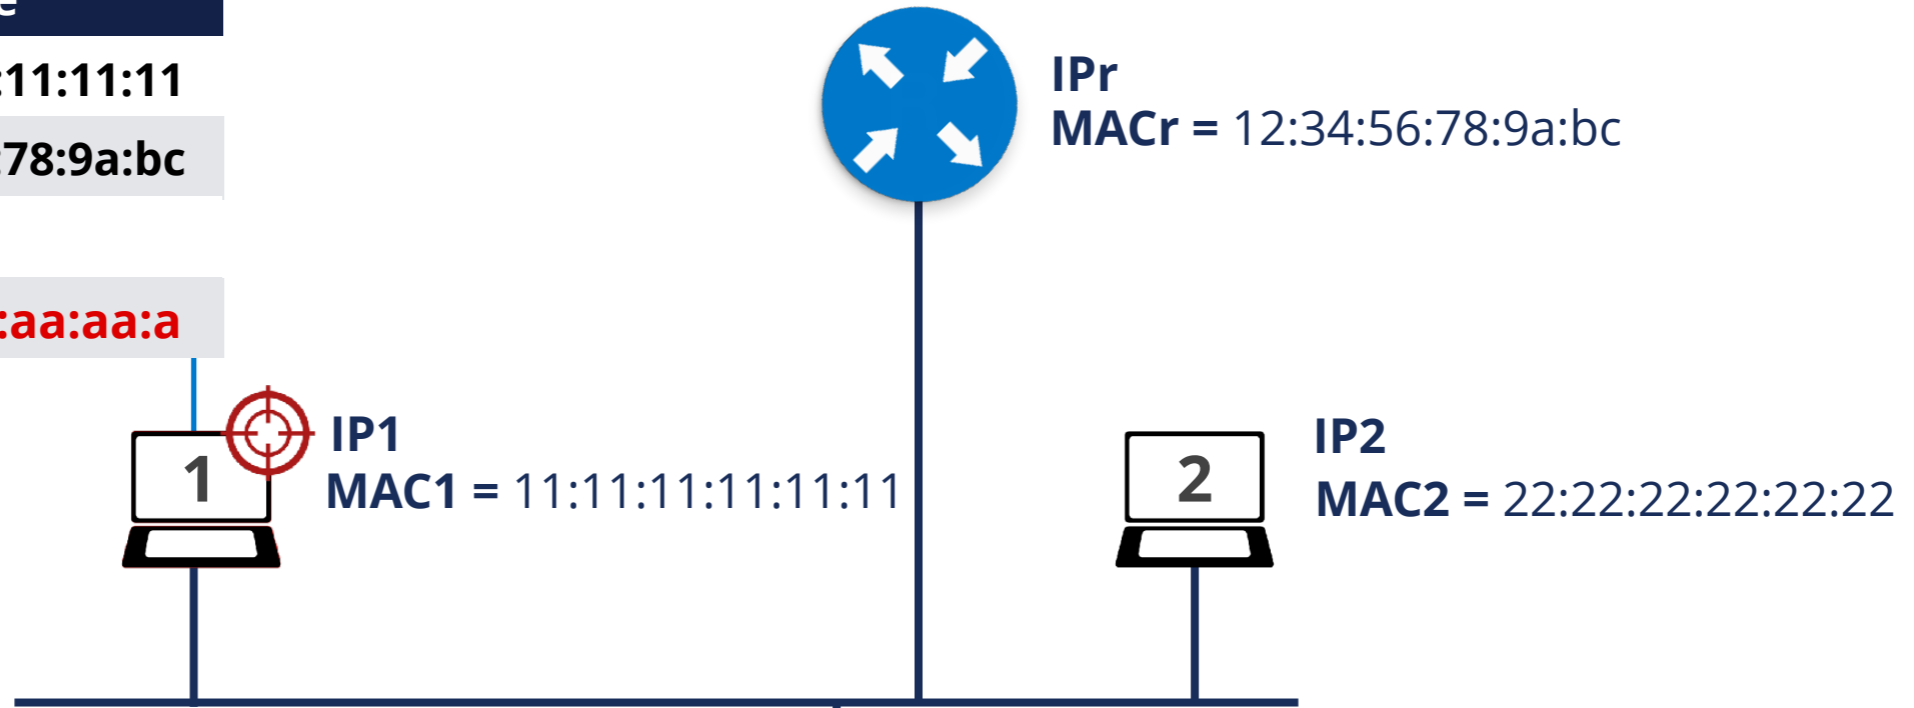 :11:11:11
:78:9a:bc
:aa:aa:a
IPr
MACr = 12:34:56:78:9a:bc
1
IP1
MAC1 = 11:11:11:11:11:11
2
IP2
MAC2 = 22:22:22:22:22:22